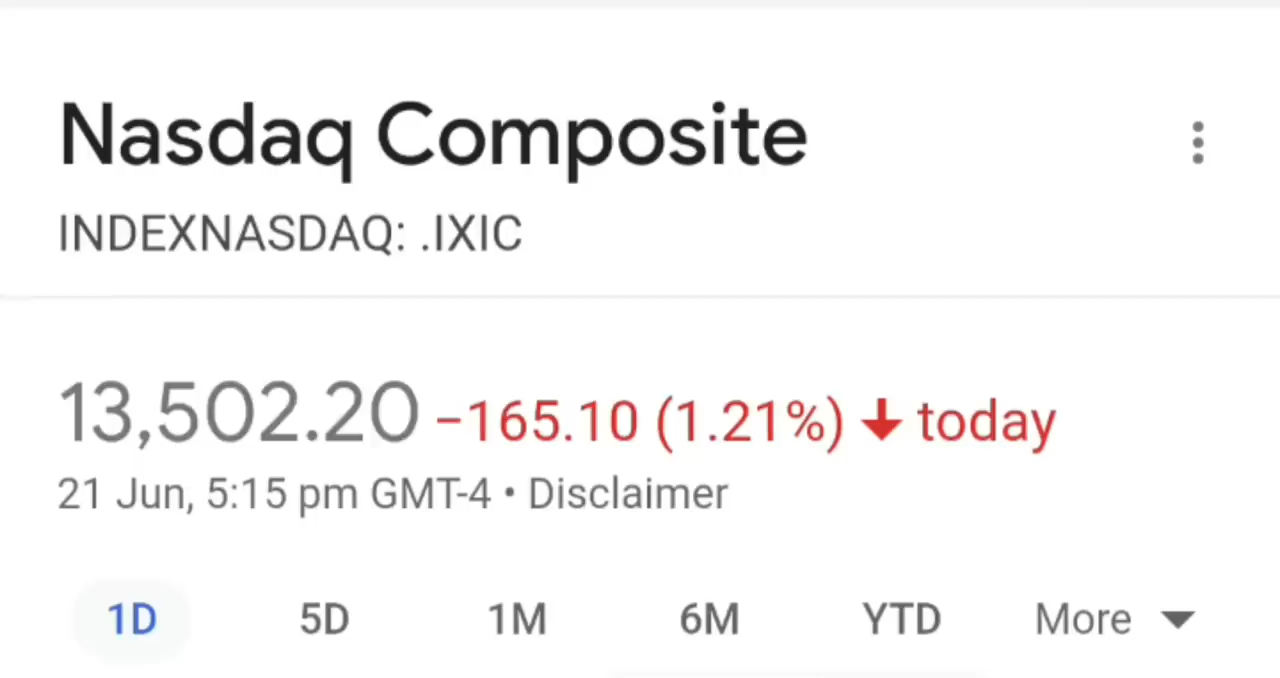 Nasdaq Composite
INDEXNASDAQ: .IXIC
13,502.20 −165.10 (1.21%) ↓ today
21 Jun, 5:15 pm GMT-4 • Disclaimer
1D 5D 1M 6M YTD More